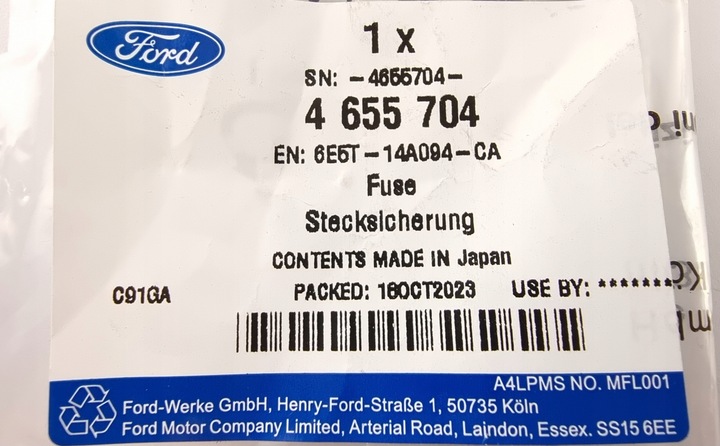 Ford
1 x
SN: -4655704-
4 655 704
EN: 6E5T-14A094-CA
Fuse
Stecksicherung
CONTENTS MADE IN Japan
C91GA
PACKED: 16OCT2023 USE BY: *******
A4LPMS NO. MFL001
Ford-Werke GmbH, Henry-Ford-Straße 1, 50735 Köln
Ford Motor Company Limited, Arterial Road, Laindon, Essex. SS15 6EE